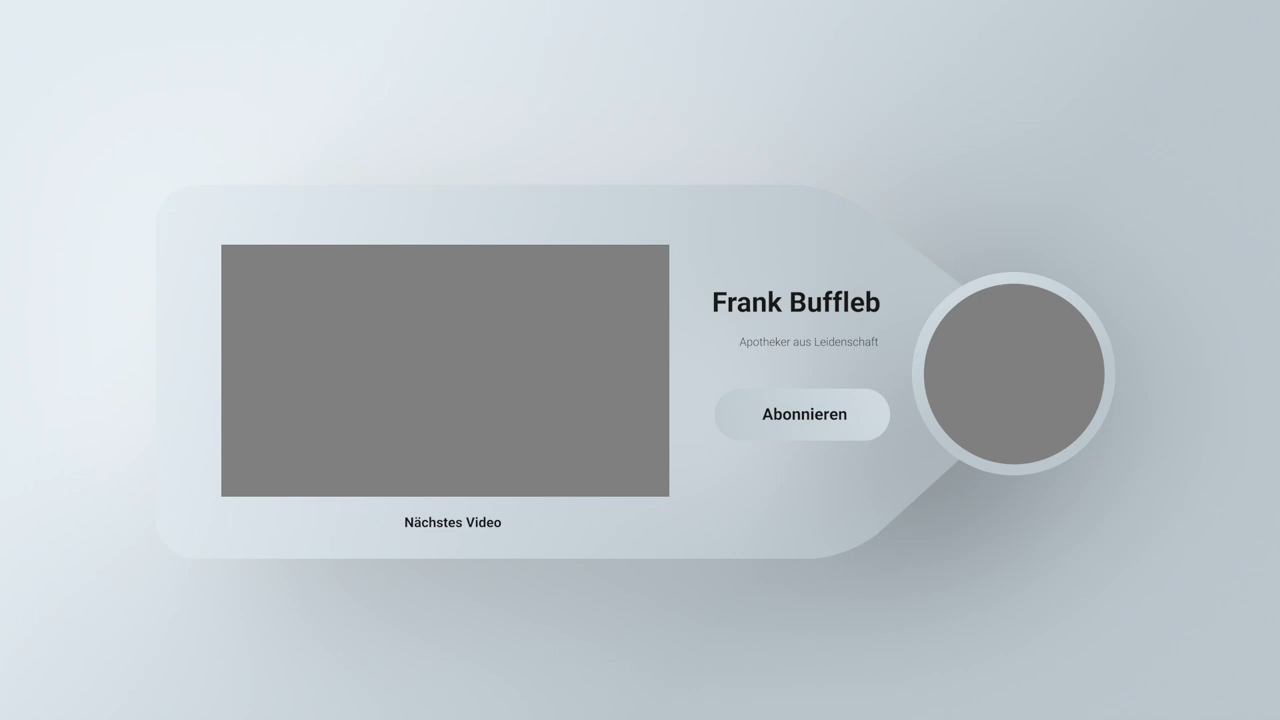 Frank Buffleb
Apotheker aus Leidenschaft
Abonnieren
Nächstes Video